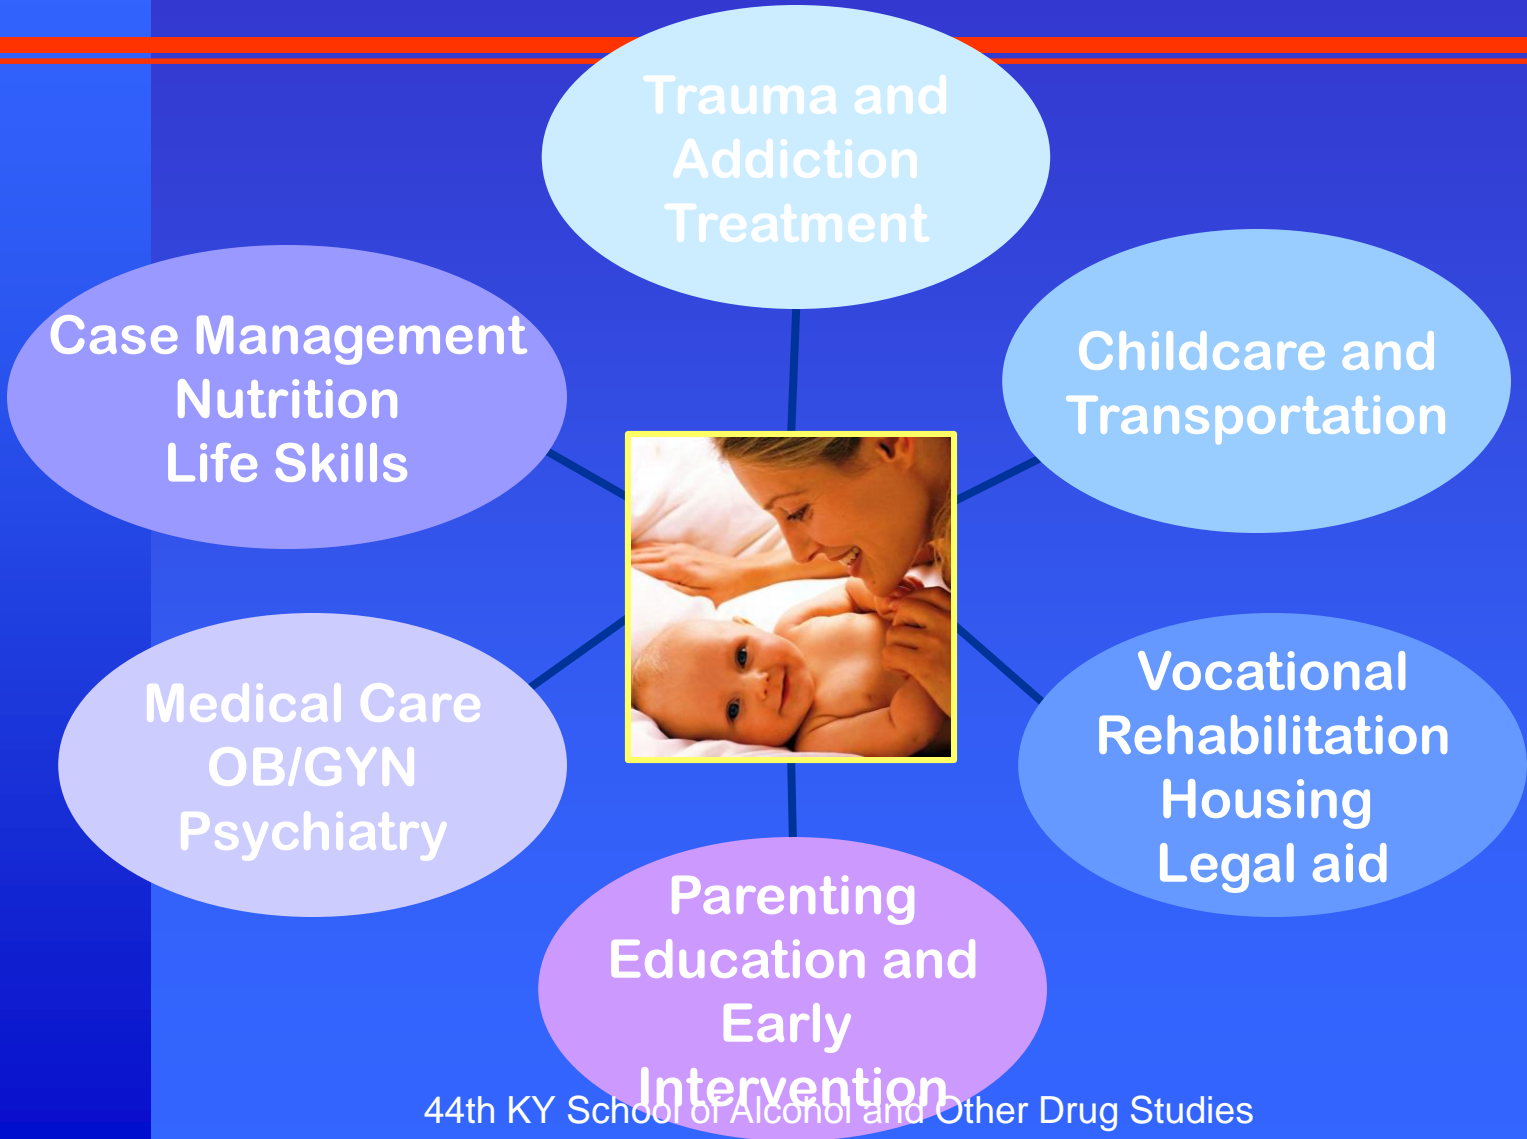 Trauma and
Addiction
Treatment
Case Management
Nutrition
Life Skills
Childcare and
Transportation
Medical Care
OB/GYN
Psychiatry
Vocational
Rehabilitation
Housing
Legal aid
Parenting
Education and
Early
Intervention
44th KY School of Alcohol and Other Drug Studies